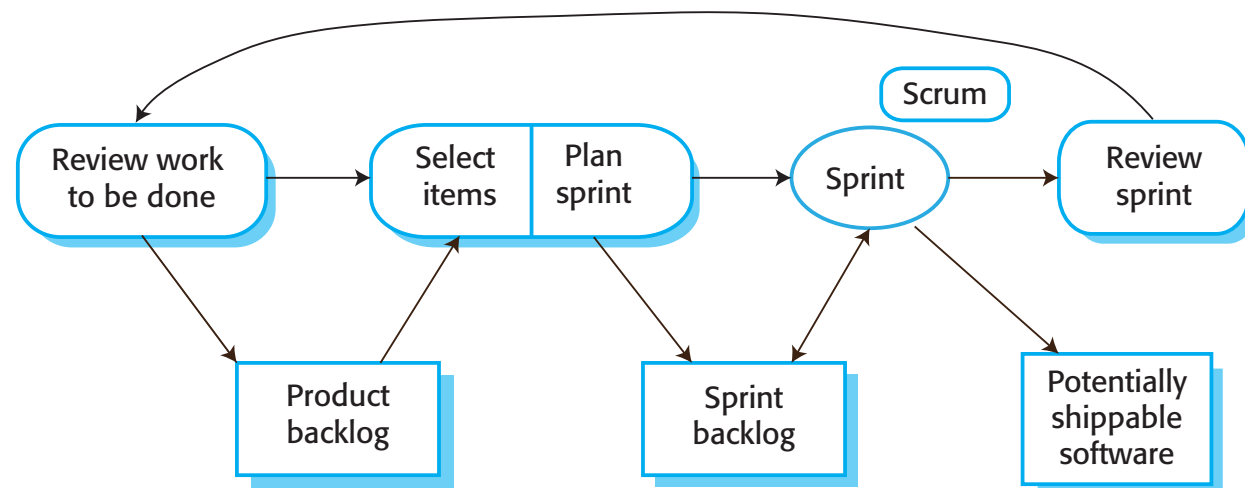 Scrum
Review work
to be done
Select
items
Plan
sprint
Sprint
Review
sprint
Product
backlog
Sprint
backlog
Potentially
shippable
software